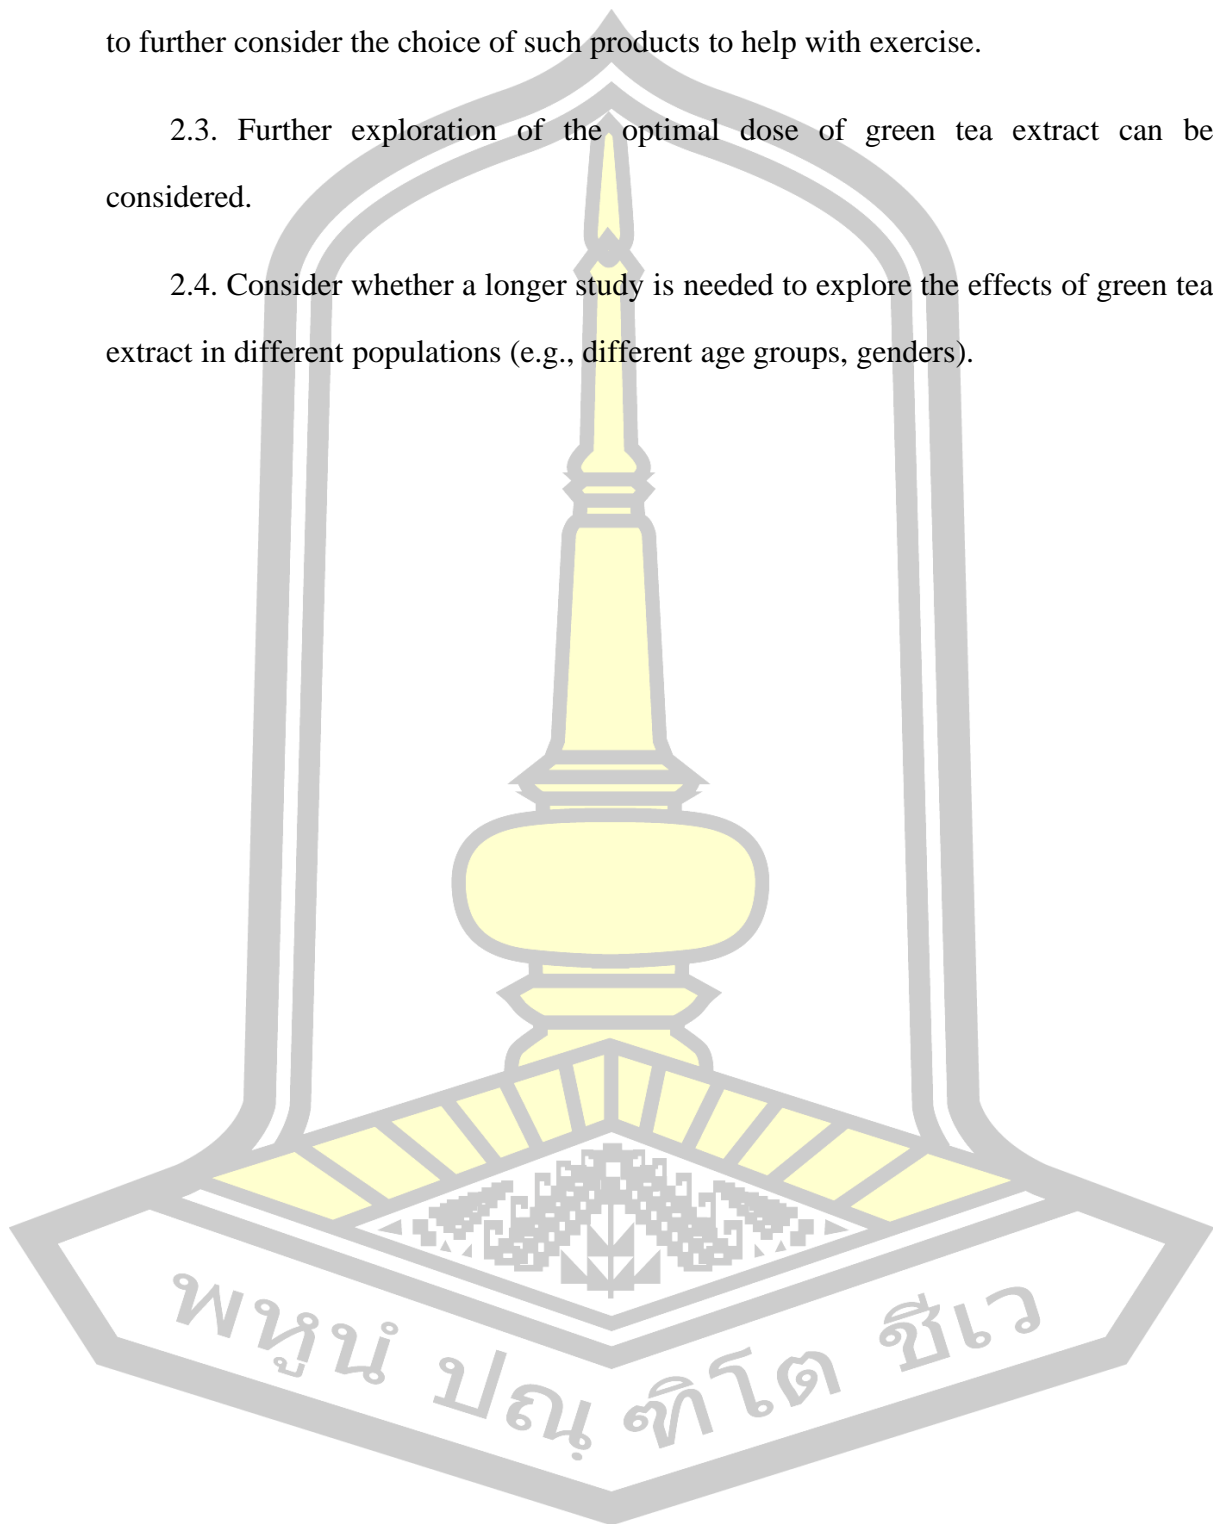 to further consider the choice of such products to help with exercise.
2.3. Further exploration of the optimal dose of green tea extract can be
considered.
2.4. Consider whether a longer study is needed to explore the effects of green tea
extract in different populations (e.g., different age groups, genders).
พหูนํ ปณฺฑิโต ชีเว